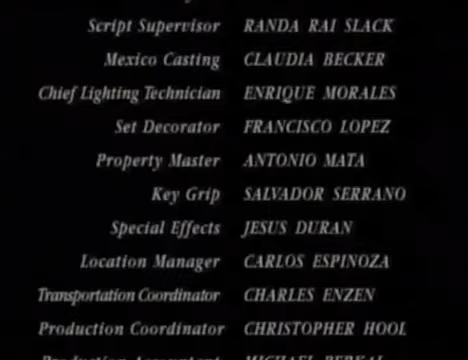 Script Supervisor RANDA RAI SLACK
Mexico Casting CLAUDIA BECKER
Chief Lighting Technician ENRIQUE MORALES
Set Decorator FRANCISCO LOPEZ
Property Master ANTONIO MATA
Key Grip SALVADOR SERRANO
Special Effects JESUS DURAN
Location Manager CARLOS ESPINOZA
Transportation Coordinator CHARLES ENZEN
Production Coordinator CHRISTOPHER HOOL